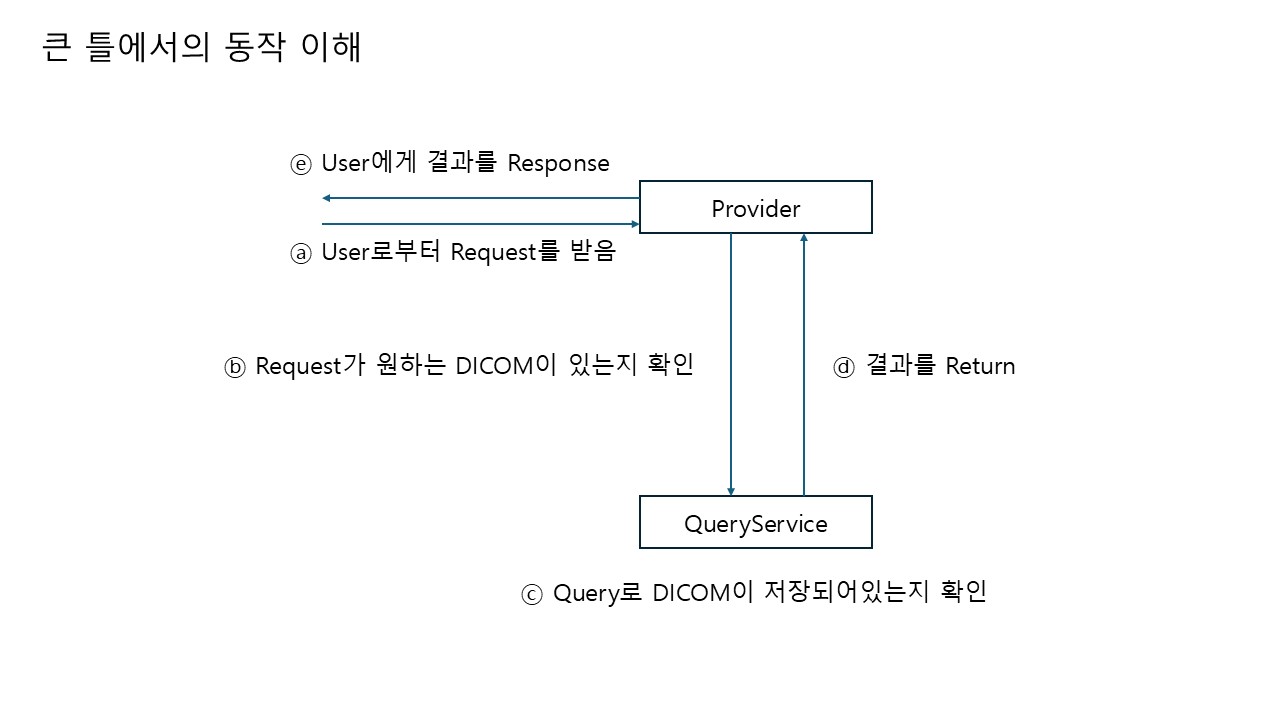 큰 틀에서의 동작 이해
ⓔ User에게 결과를 Response
Provider
ⓐ User로부터 Request를 받음
ⓑ Request가 원하는 DICOM이 있는지 확인
ⓓ 결과를 Return
QueryService
ⓒ Query로 DICOM이 저장되어있는지 확인